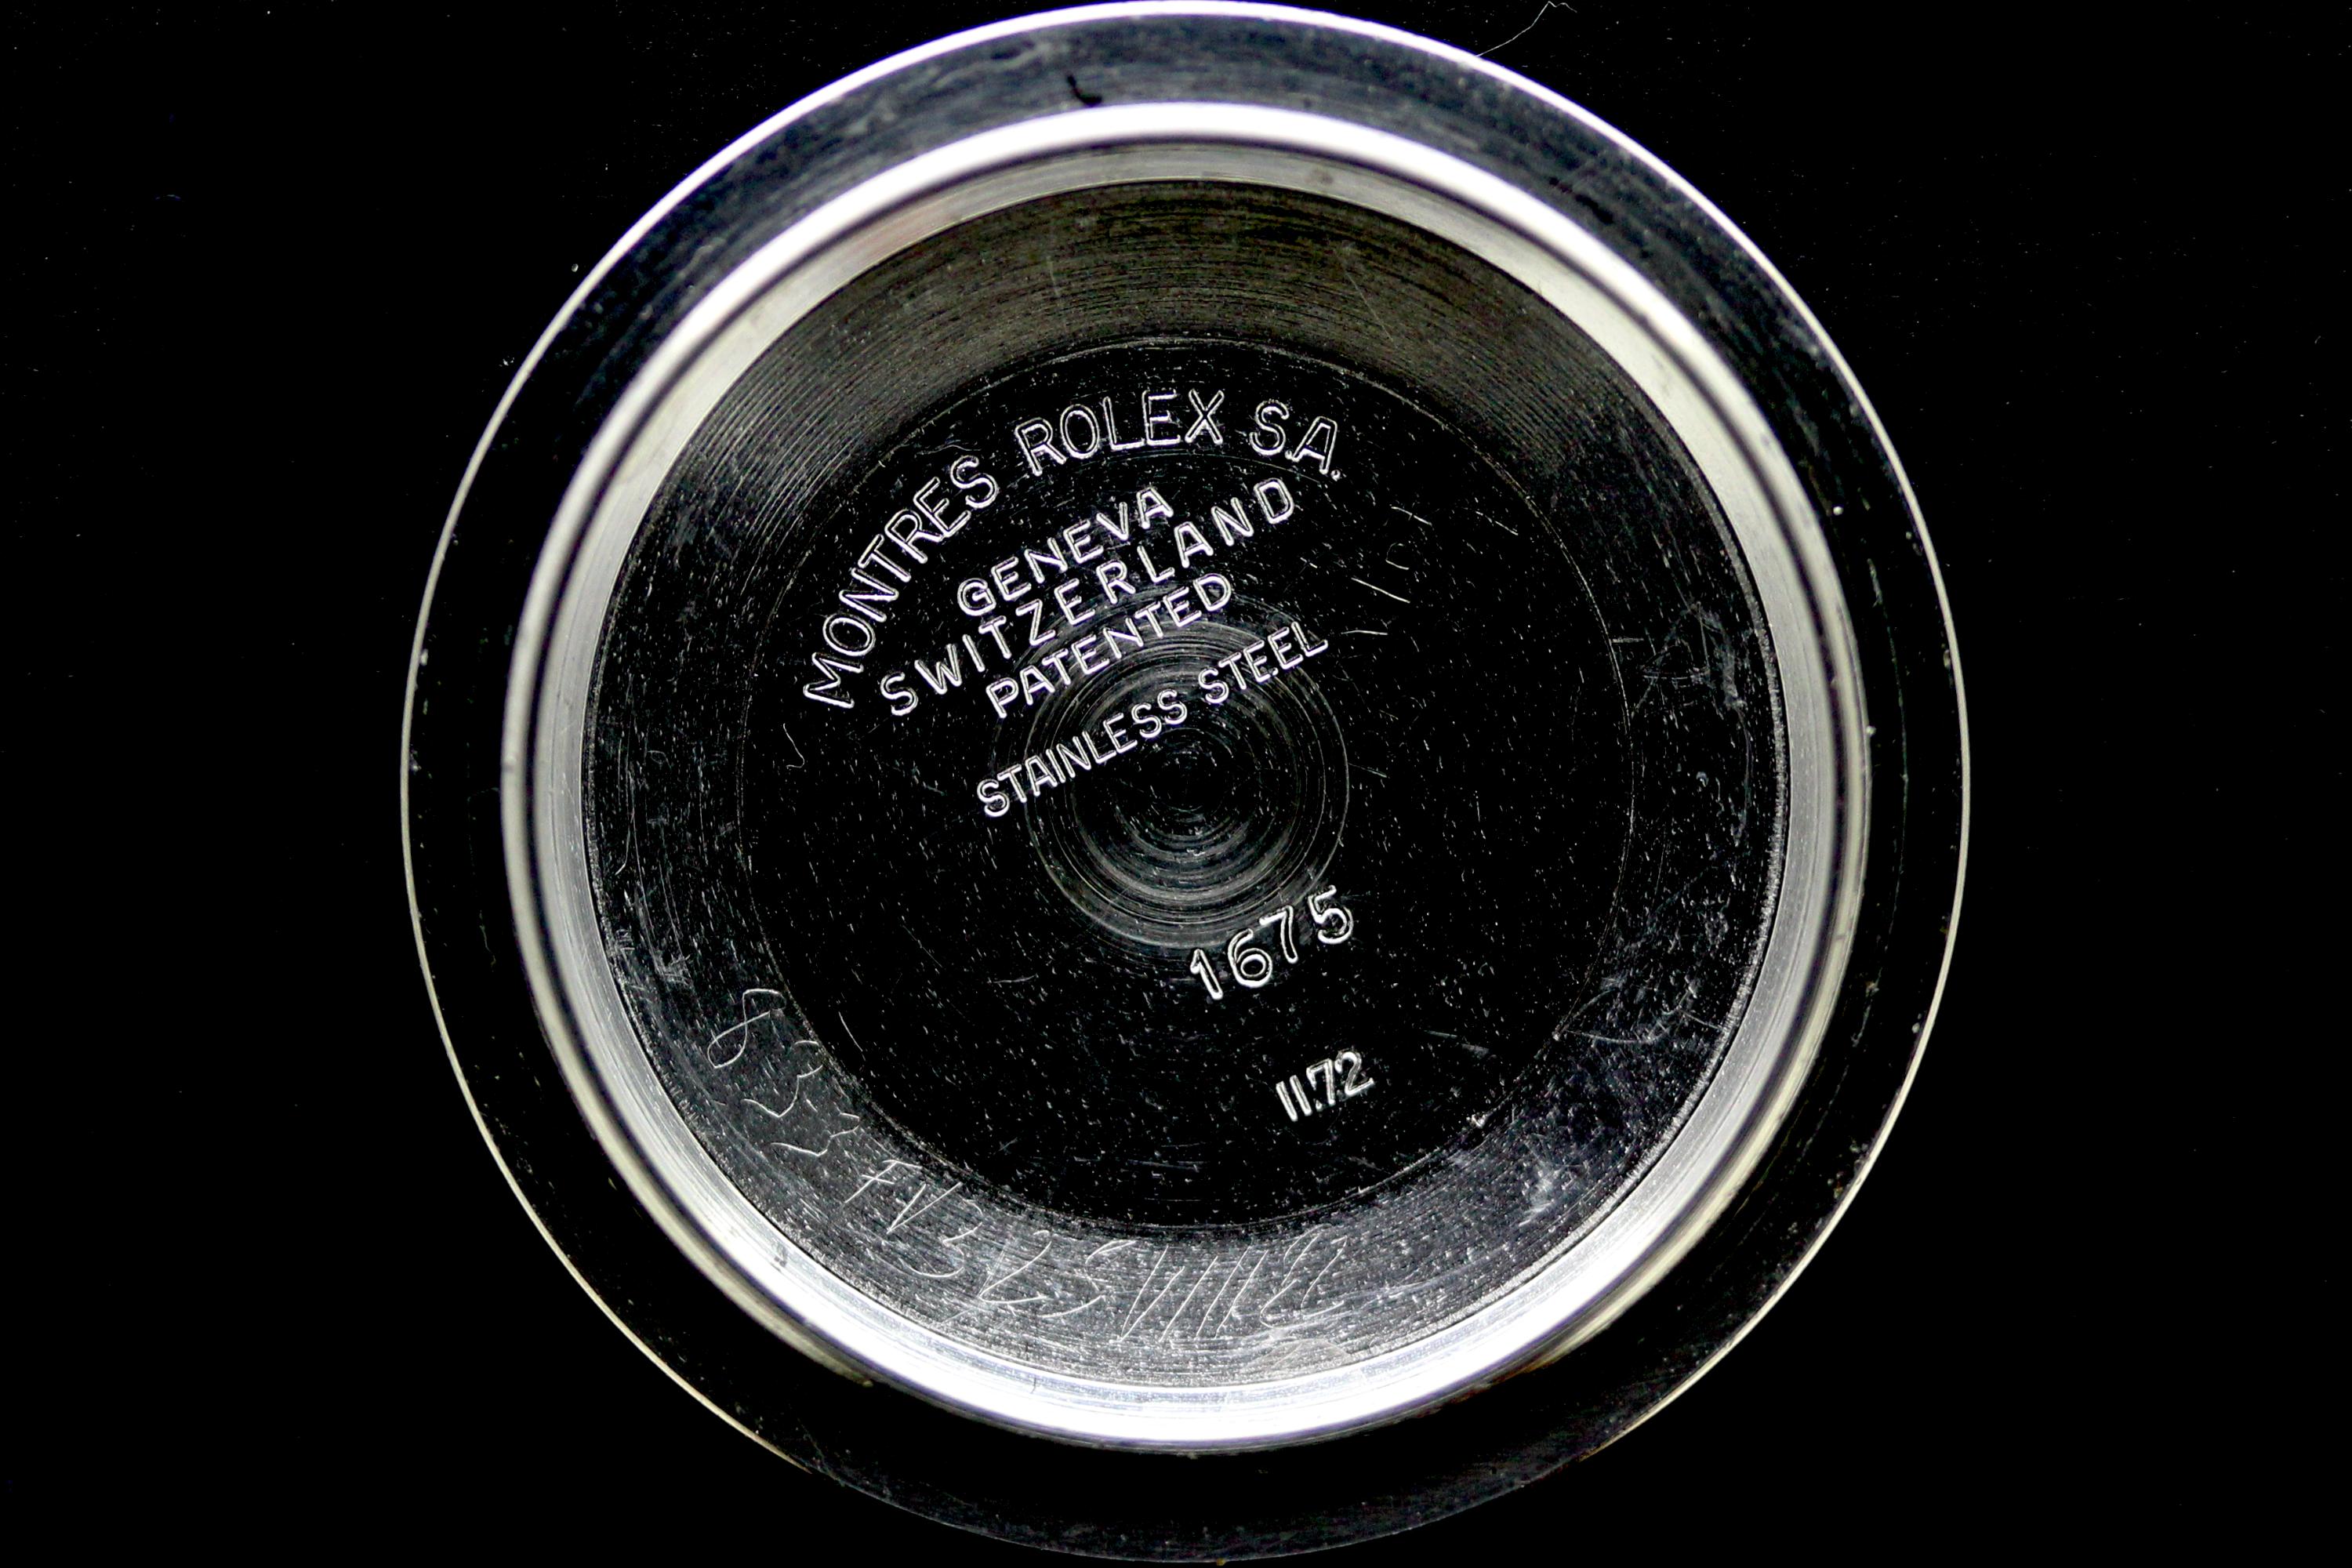 MONTRES ROLEX S.A.
GENEVA
SWITZERLAND
PATENTED
STAINLESS STEEL
1675
II.72